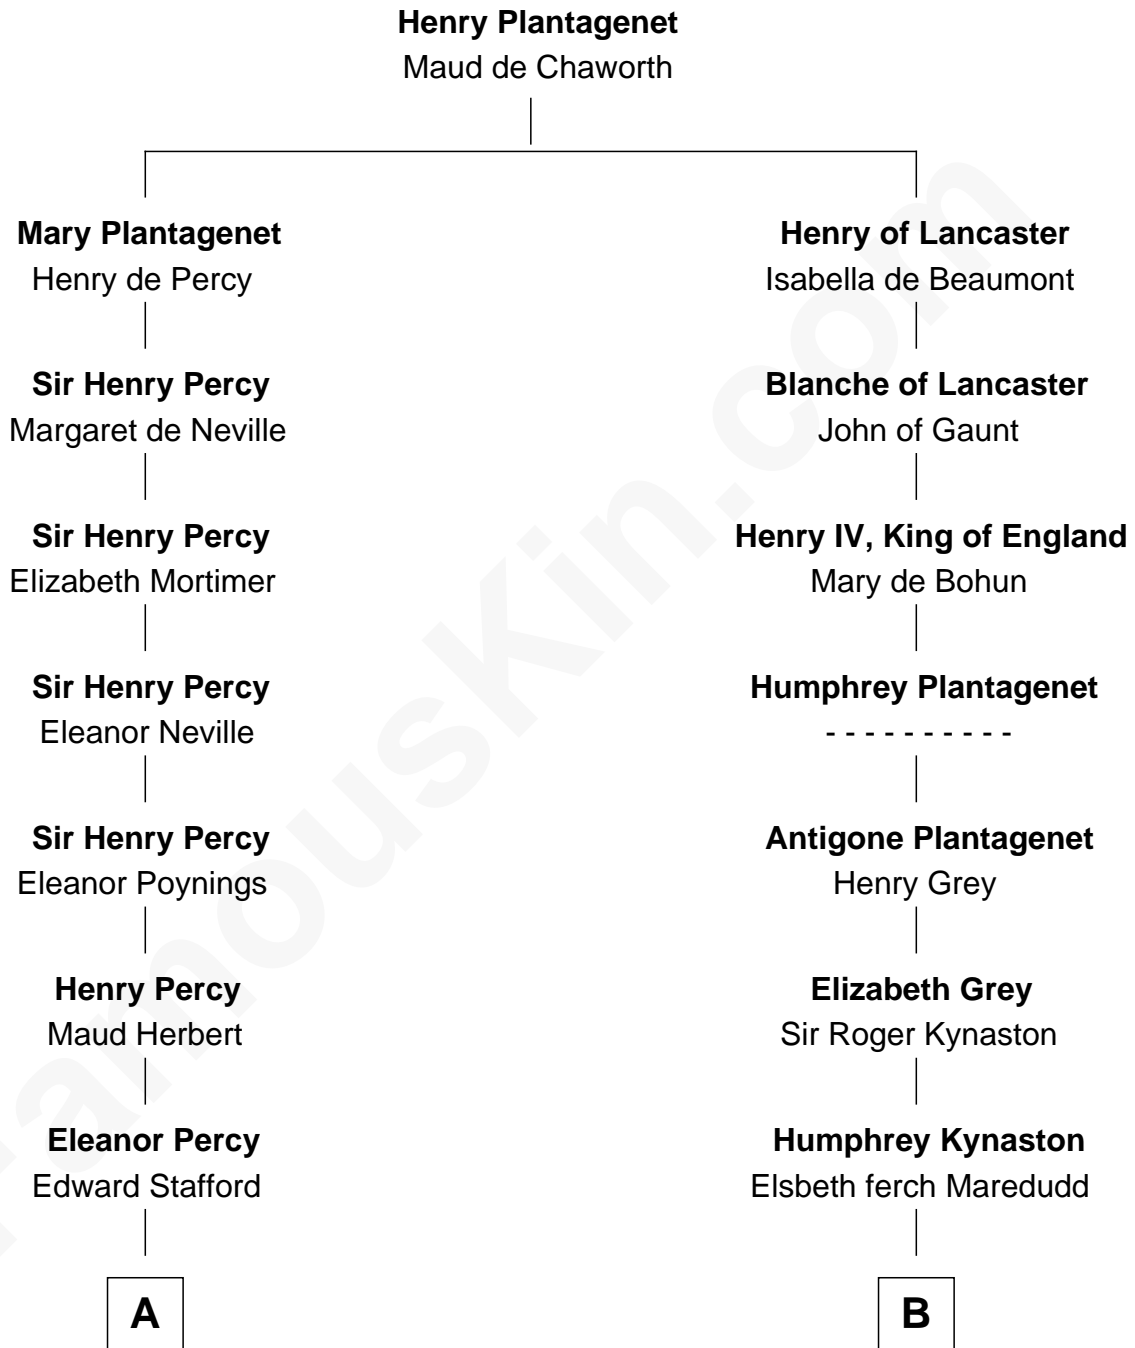 Henry Plantagenet
Maud de Chaworth
Mary Plantagenet
Henry de Percy
Henry of Lancaster
Isabella de Beaumont
Sir Henry Percy
Margaret de Neville
Blanche of Lancaster
John of Gaunt
Sir Henry Percy
Elizabeth Mortimer
Henry IV, King of England
Mary de Bohun
Sir Henry Percy
Eleanor Neville
Humphrey Plantagenet
- - - - - - - - - -
Sir Henry Percy
Eleanor Poynings
Antigone Plantagenet
Henry Grey
Henry Percy
Maud Herbert
Elizabeth Grey
Sir Roger Kynaston
Eleanor Percy
Edward Stafford
Humphrey Kynaston
Elsbeth ferch Maredudd
A
B
FamousKin.com